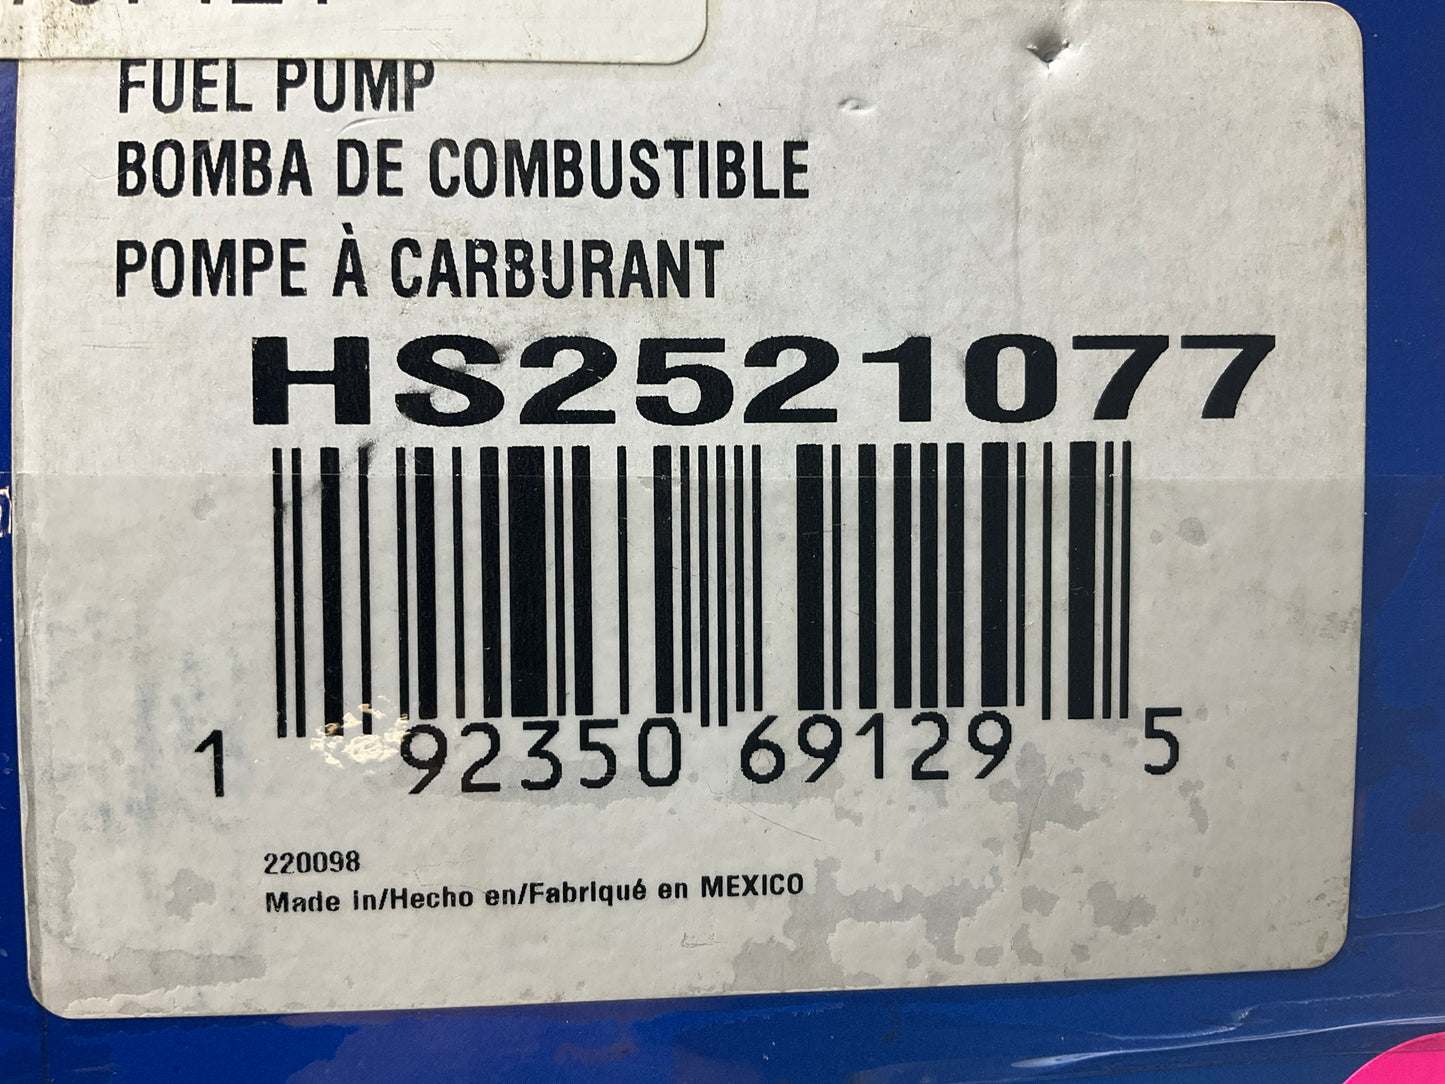 FUEL PUMP
BOMBA DE COMBUSTIBLE
POMPE À CARBURANT
HS2521077
1 92350 69129 5
220098
Made in/Hecho en/Fabriqué en MEXICO